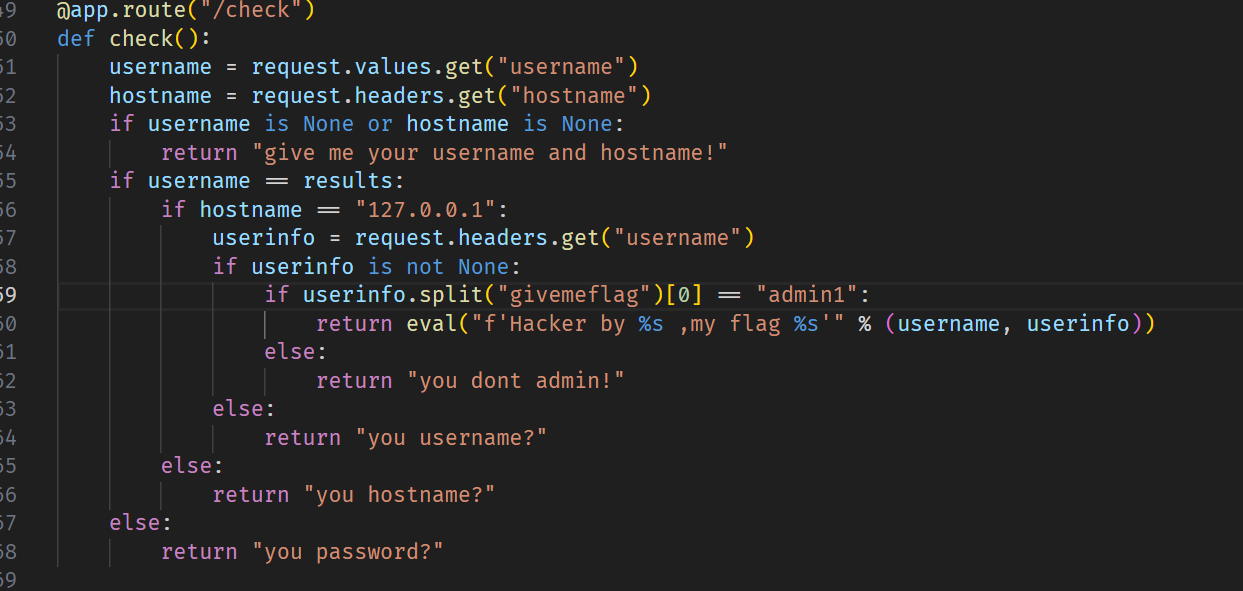 49 @app.route("/check")
50 def check():
51     username = request.values.get("username")
52     hostname = request.headers.get("hostname")
53     if username is None or hostname is None:
54         return "give me your username and hostname!"
55     if username == results:
56         if hostname == "127.0.0.1":
57             userinfo = request.headers.get("username")
58             if userinfo is not None:
59                 if userinfo.split("givemeflag")[0] == "admin1":
60                     return eval("f'Hacker by %s ,my flag %s'" % (username, userinfo))
61                 else:
62                     return "you dont admin!"
63             else:
64                 return "you username?"
65         else:
66             return "you hostname?"
67     else:
68         return "you password?"
69